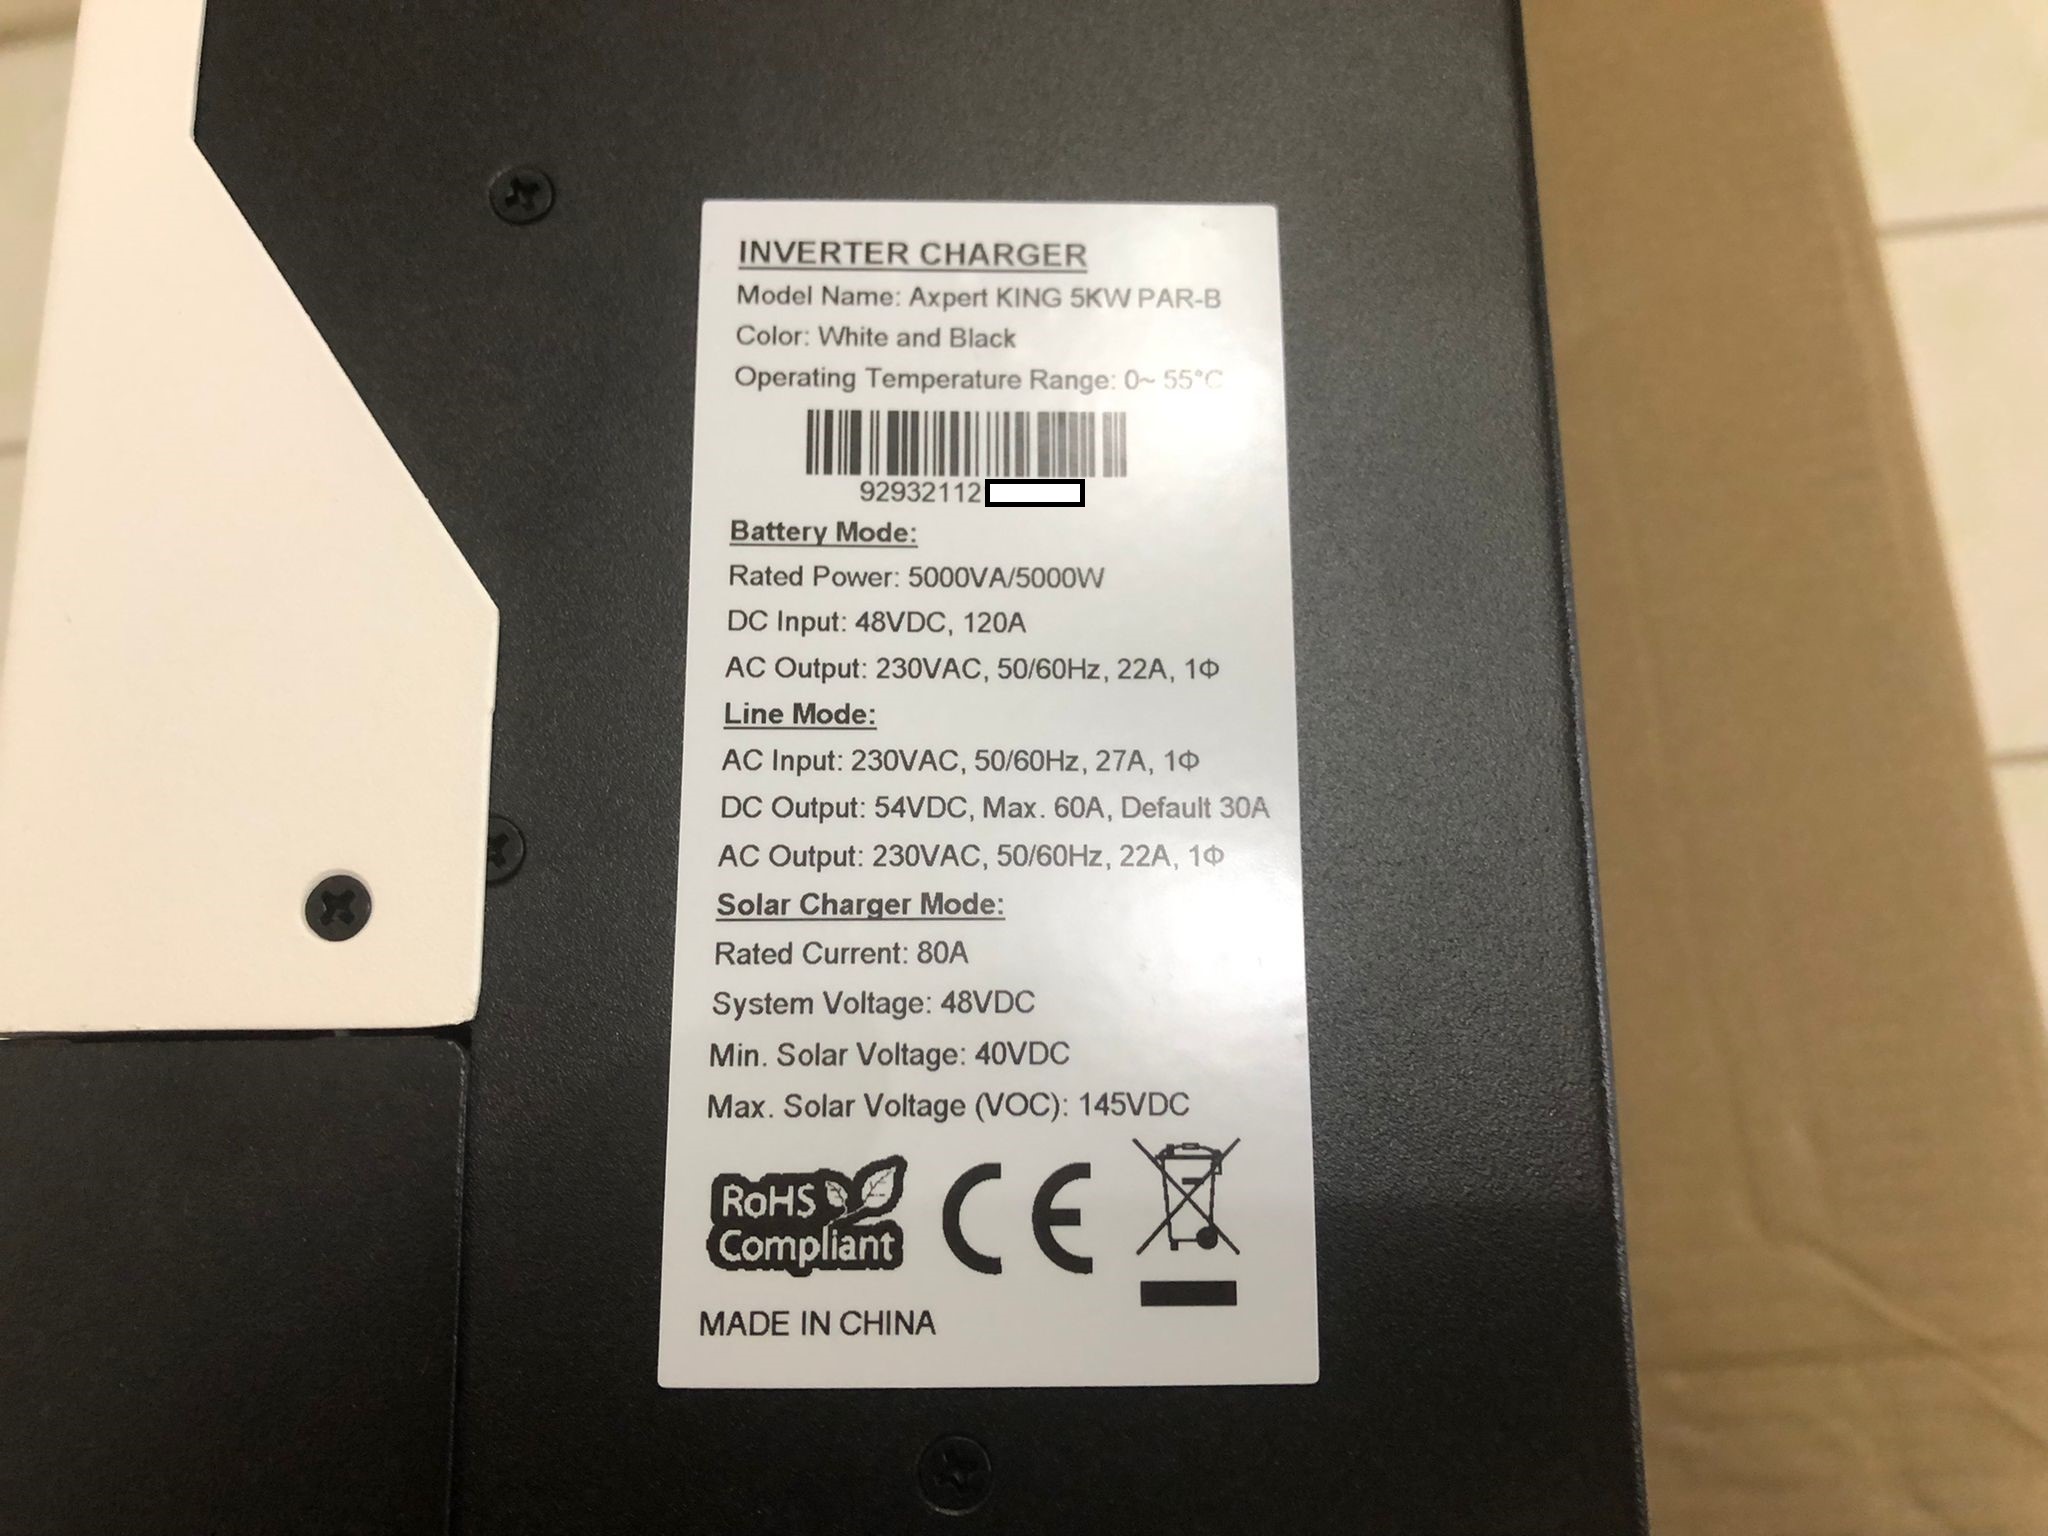 INVERTER CHARGER
Model Name: Axpert KING 5KW PAR-B
Color: White and Black
Operating Temperature Range: 0~ 55°C
92932112
Battery Mode:
Rated Power: 5000VA/5000W
DC Input: 48VDC, 120A
AC Output: 230VAC, 50/60Hz, 22A, 1Φ
Line Mode:
AC Input: 230VAC, 50/60Hz, 27A, 1Φ
DC Output: 54VDC, Max. 60A, Default 30A
AC Output: 230VAC, 50/60Hz, 22A, 1Φ
Solar Charger Mode:
Rated Current: 80A
System Voltage: 48VDC
Min. Solar Voltage: 40VDC
Max. Solar Voltage (VOC): 145VDC
RoHS
Compliant
CE
MADE IN CHINA